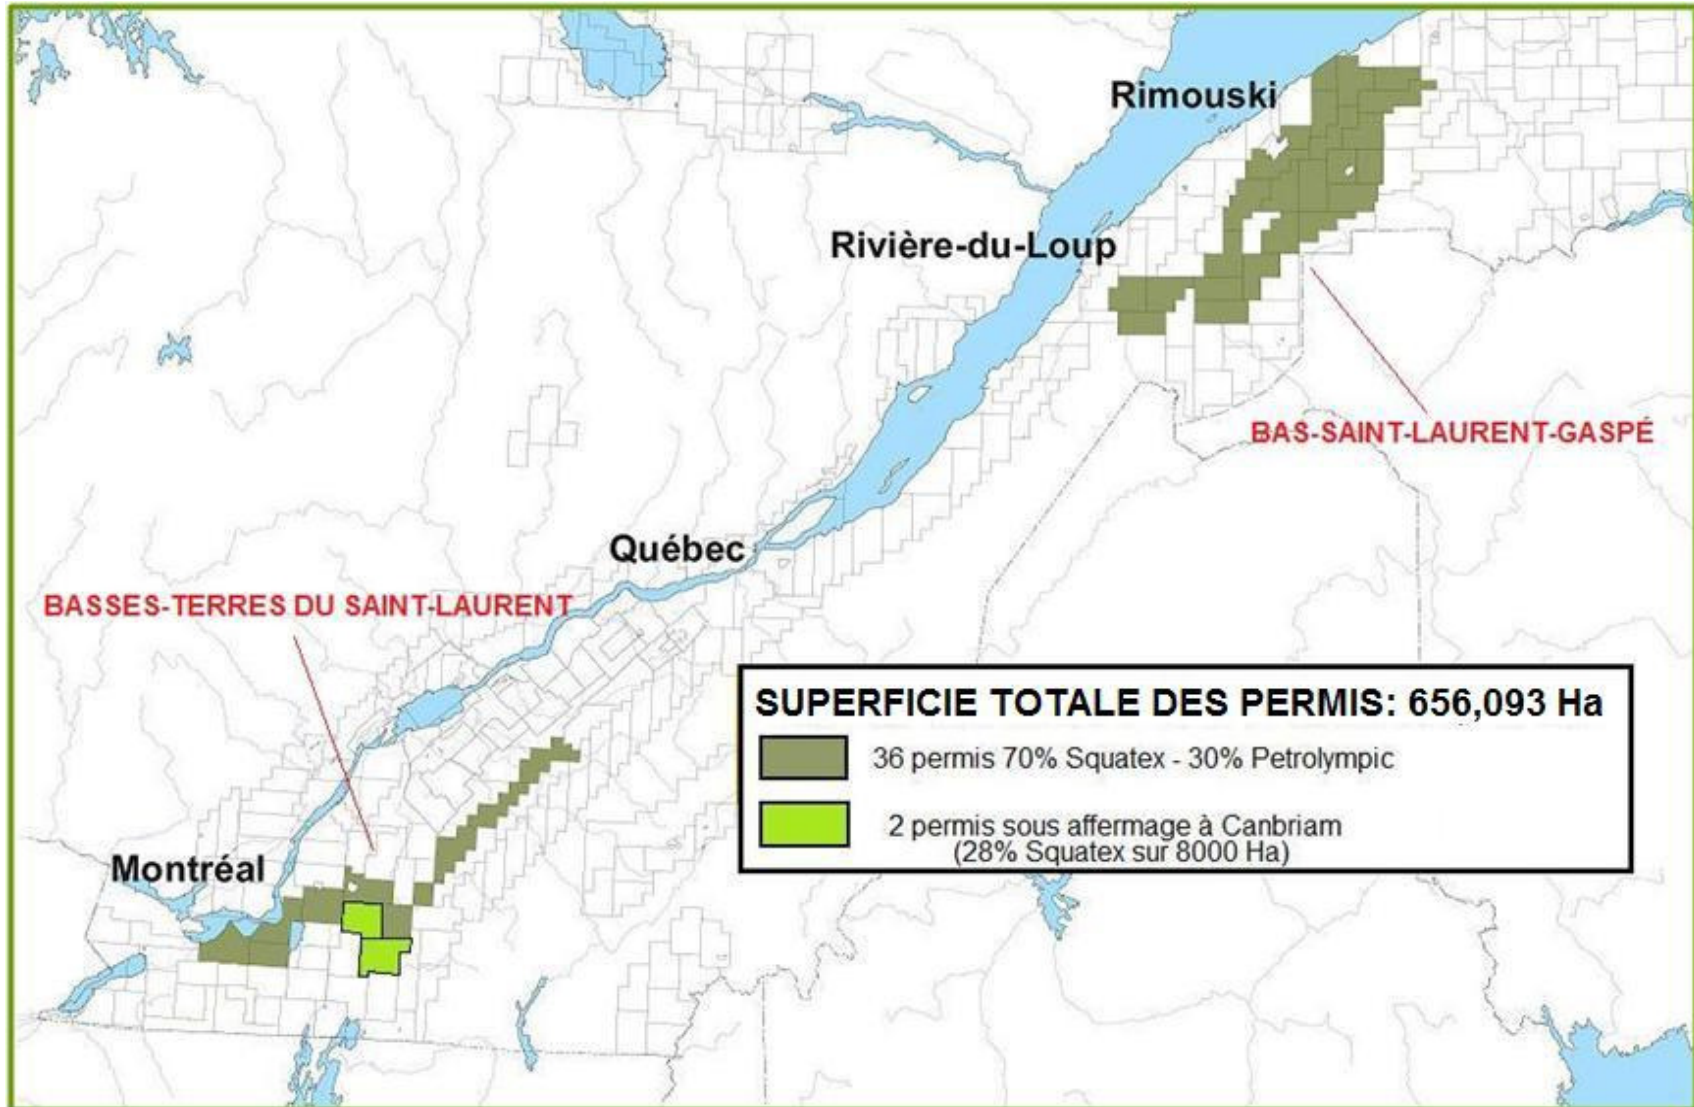 Rimouski
Rivière-du-Loup
BAS-SAINT-LAURENT-GASPÉ
Québec
BASSES-TERRES DU SAINT-LAURENT
SUPERFICIE TOTALE DES PERMIS: 656,093 Ha
36 permis 70% Squatex - 30% Petrolympic
2 permis sous affermage à Canbriam
(28% Squatex sur 8000 Ha)
Montréal